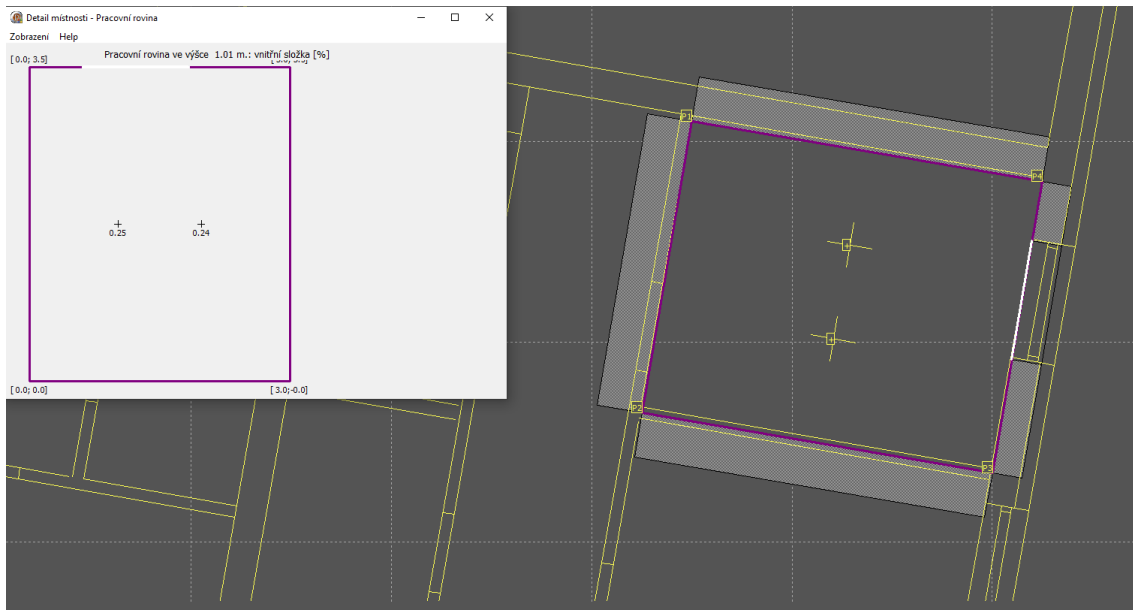 Detail místnosti - Pracovní rovina
Zobrazení Help
Pracovní rovina ve výšce 1.01 m.: vnitřní složka [%]
[ 0.0; 3.5]
0.25 0.24
[ 0.0; 0.0] [ 3.0;-0.0]
P1
P4
P2
P3